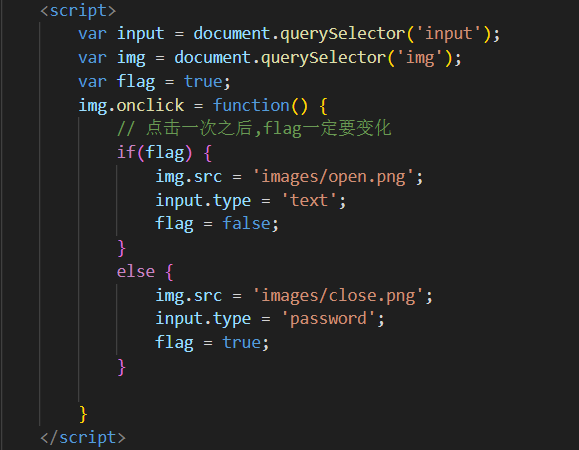 <script>
var input = document.querySelector('input');
var img = document.querySelector('img');
var flag = true;
img.onclick = function() {
// 点击一次之后,flag一定要变化
if(flag) {
img.src = 'images/open.png';
input.type = 'text';
flag = false;
}
else {
img.src = 'images/close.png';
input.type = 'password';
flag = true;
}
}
</script>